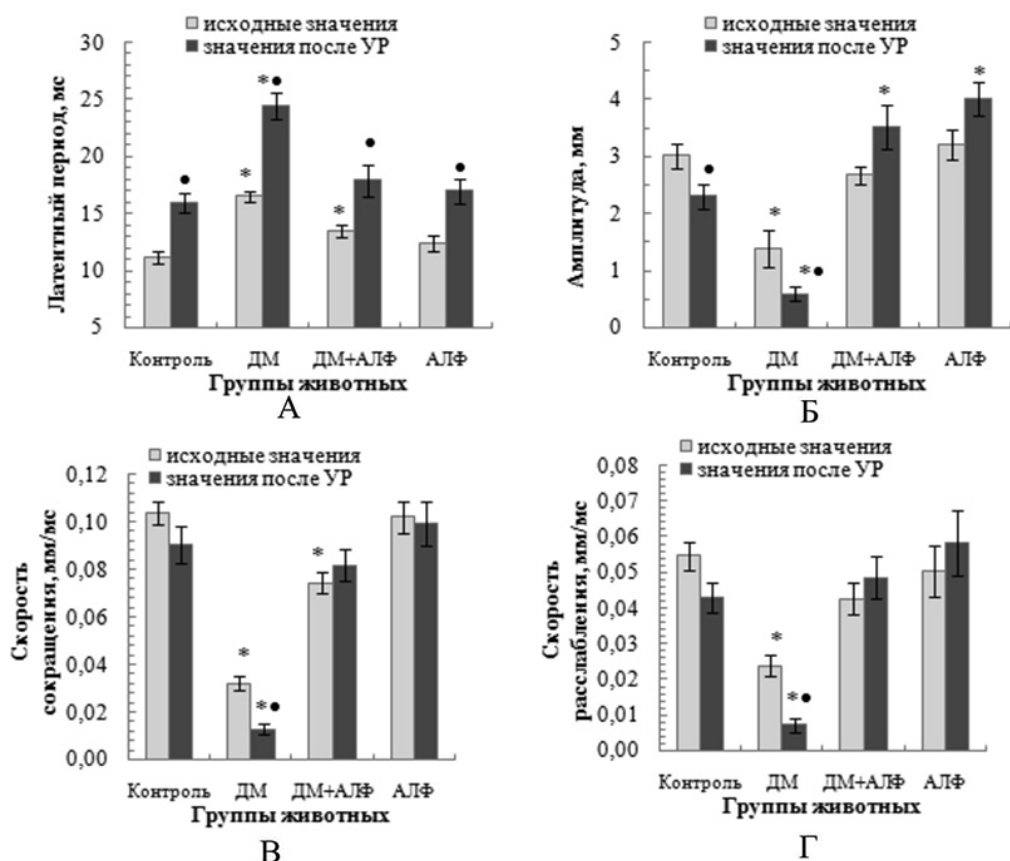 исходные значения
значения после УР
Латентный период, мс
30
25
20
15
10
5
* ●
●
*
*
●
●
Контроль ДМ ДМ+АЛФ АЛФ
Группы животных
А
исходные значения
значения после УР
Амплитуда, мм
5
4
3
2
1
0
●
*
* ●
*
*
Контроль ДМ ДМ+АЛФ АЛФ
Группы животных
Б
исходные значения
значения после УР
Скорость
сокращения, мм/мс
0,12
0,10
0,08
0,06
0,04
0,02
0,00
*
* ●
*
Контроль ДМ ДМ+АЛФ АЛФ
Группы животных
В
исходные значения
значения после УР
Скорость
расслабления, мм/мс
0,08
0,07
0,06
0,05
0,04
0,03
0,02
0,01
0,00
*
* ●
Контроль ДМ ДМ+АЛФ АЛФ
Группы животных
Г